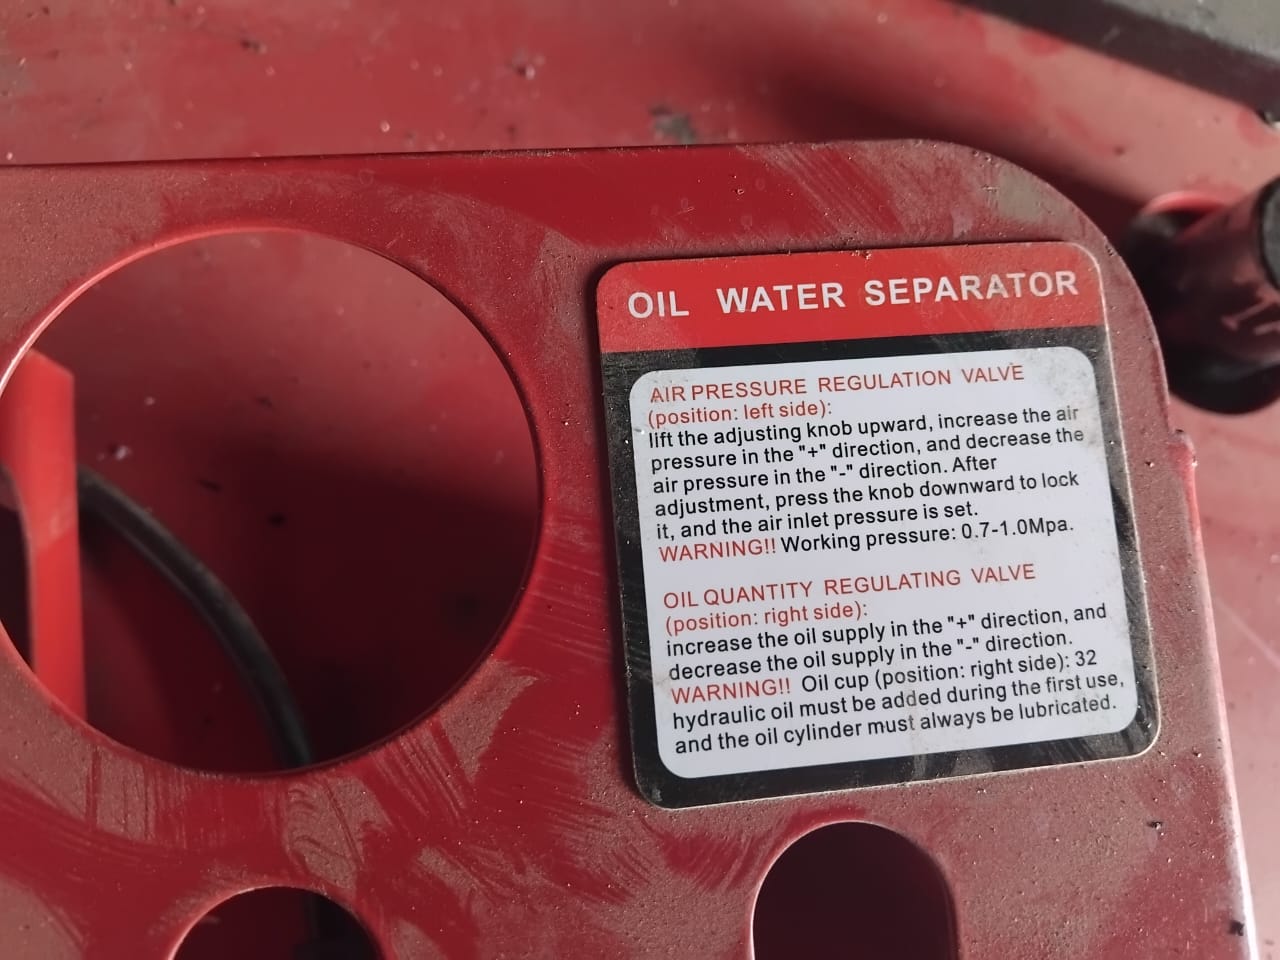 OIL WATER SEPARATOR
AIR PRESSURE REGULATION VALVE
(position: left side):
lift the adjusting knob upward, increase the air
pressure in the "+" direction, and decrease the
air pressure in the "-" direction. After
adjustment, press the knob downward to lock
it, and the air inlet pressure is set.
WARNING!! Working pressure: 0.7-1.0Mpa.
OIL QUANTITY REGULATING VALVE
(position: right side):
increase the oil supply in the "+" direction, and
decrease the oil supply in the "-" direction.
WARNING!! Oil cup (position: right side): 32
hydraulic oil must be added during the first use,
and the oil cylinder must always be lubricated.